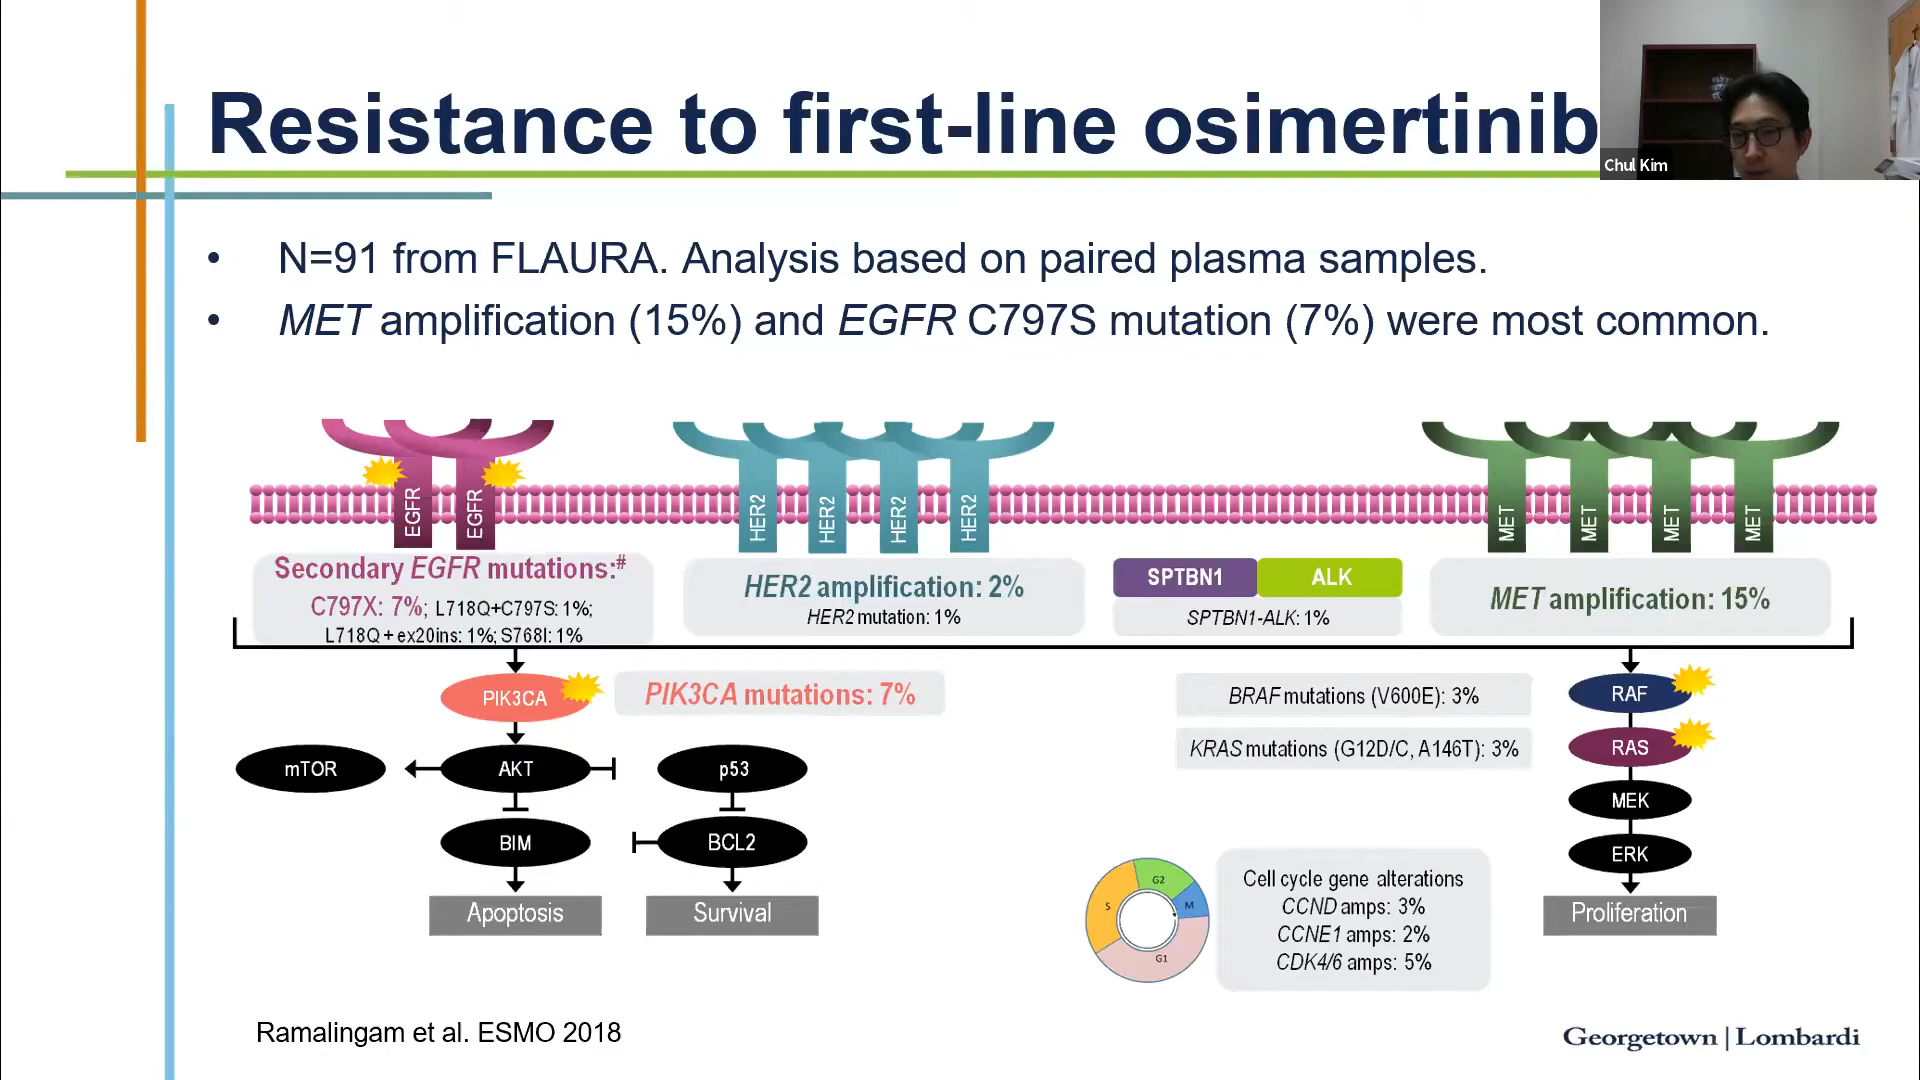 Resistance to first-line osimertinib
Chul Kim
• N=91 from FLAURA. Analysis based on paired plasma samples.
• MET amplification (15%) and EGFR C797S mutation (7%) were most common.
EGFR
EGFR
HER2
HER2
HER2
HER2
MET
MET
MET
MET
Secondary EGFR mutations:#
C797X: 7%; L718Q+C797S: 1%;
L718Q + ex20ins: 1%; S768I: 1%
HER2 amplification: 2%
HER2 mutation: 1%
SPTBN1 ALK
SPTBN1-ALK: 1%
MET amplification: 15%
PIK3CA
PIK3CA mutations: 7%
BRAF mutations (V600E): 3%
RAF
KRAS mutations (G12D/C, A146T): 3%
RAS
mTOR
AKT
p53
MEK
BIM
BCL2
ERK
Apoptosis
Survival
G2
M
S
G1
Cell cycle gene alterations
CCND amps: 3%
CCNE1 amps: 2%
CDK4/6 amps: 5%
Proliferation
Ramalingam et al. ESMO 2018
Georgetown | Lombardi